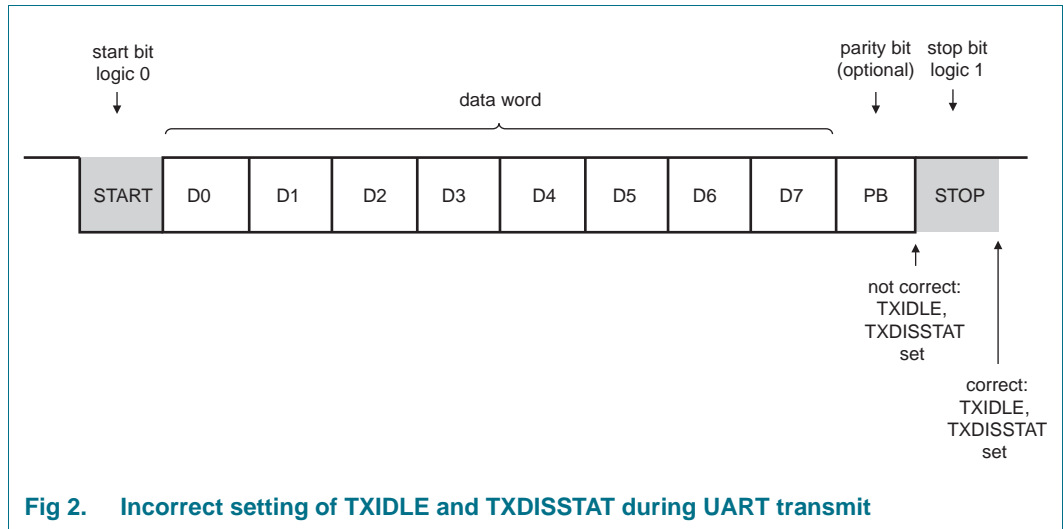 start bit
logic 0
parity bit
(optional)
stop bit
logic 1
data word
START D0 D1 D2 D3 D4 D5 D6 D7 PB STOP
not correct:
TXIDLE,
TXDISSTAT
set
correct:
TXIDLE,
TXDISSTAT
set
Fig 2. Incorrect setting of TXIDLE and TXDISSTAT during UART transmit